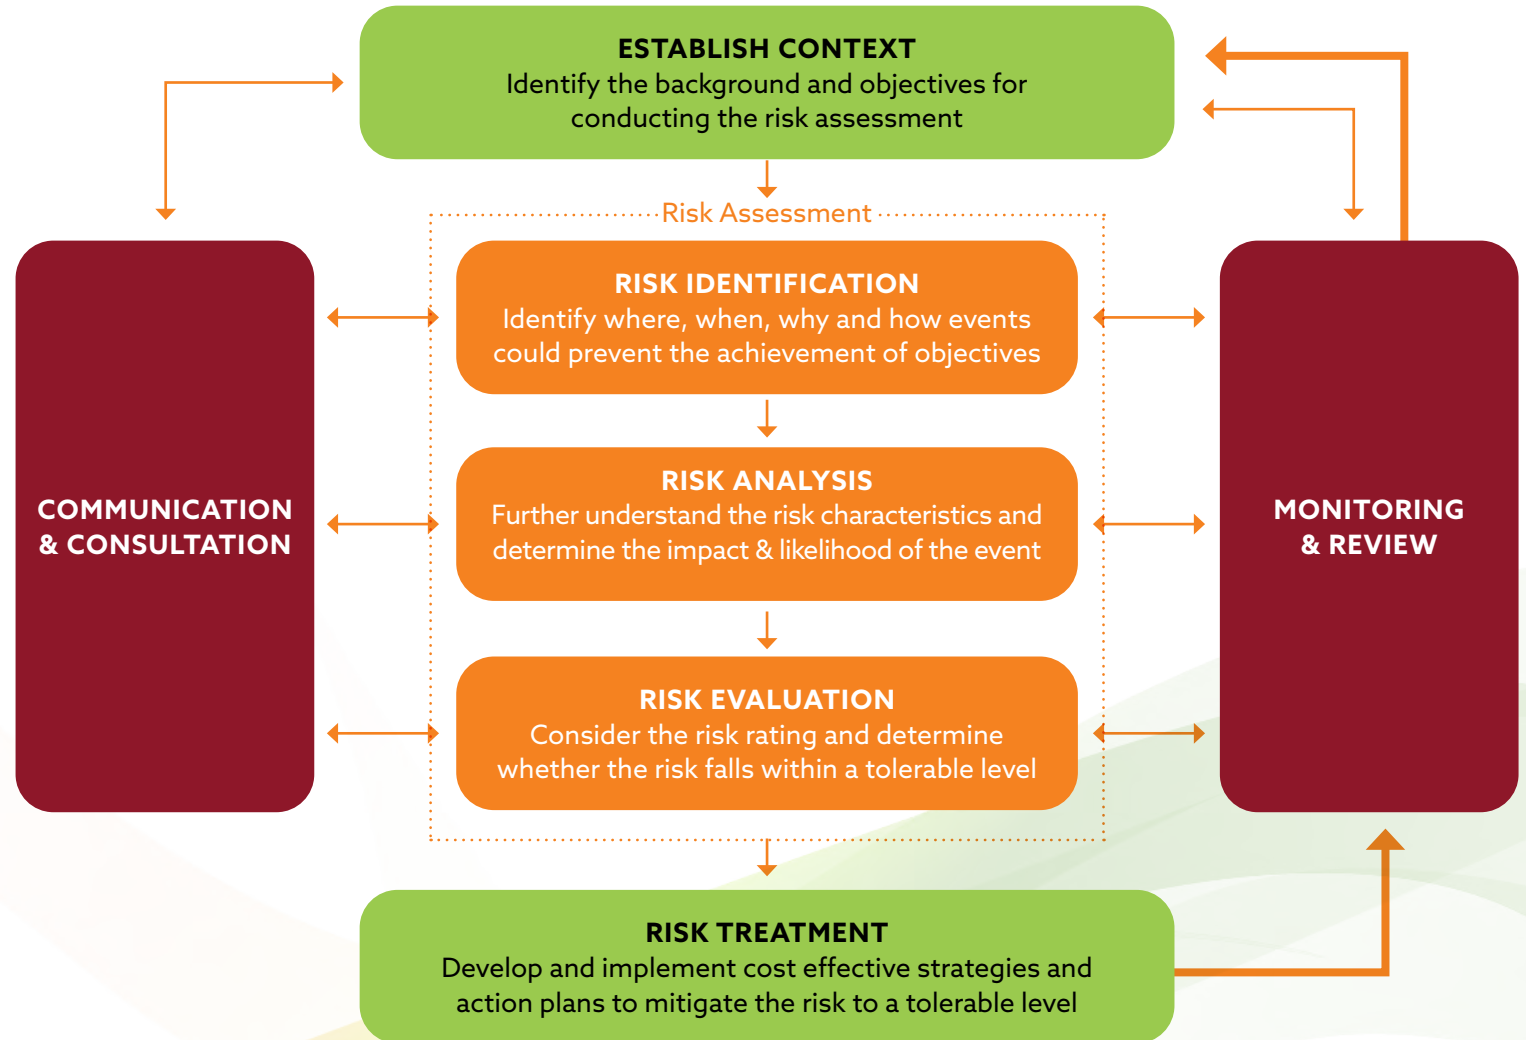 ESTABLISH CONTEXT
Identify the background and objectives for
conducting the risk assessment
Risk Assessment
RISK IDENTIFICATION
Identify where, when, why and how events
could prevent the achievement of objectives
RISK ANALYSIS
Further understand the risk characteristics and
determine the impact & likelihood of the event
RISK EVALUATION
Consider the risk rating and determine
whether the risk falls within a tolerable level
COMMUNICATION
& CONSULTATION
MONITORING
& REVIEW
RISK TREATMENT
Develop and implement cost effective strategies and
action plans to mitigate the risk to a tolerable level